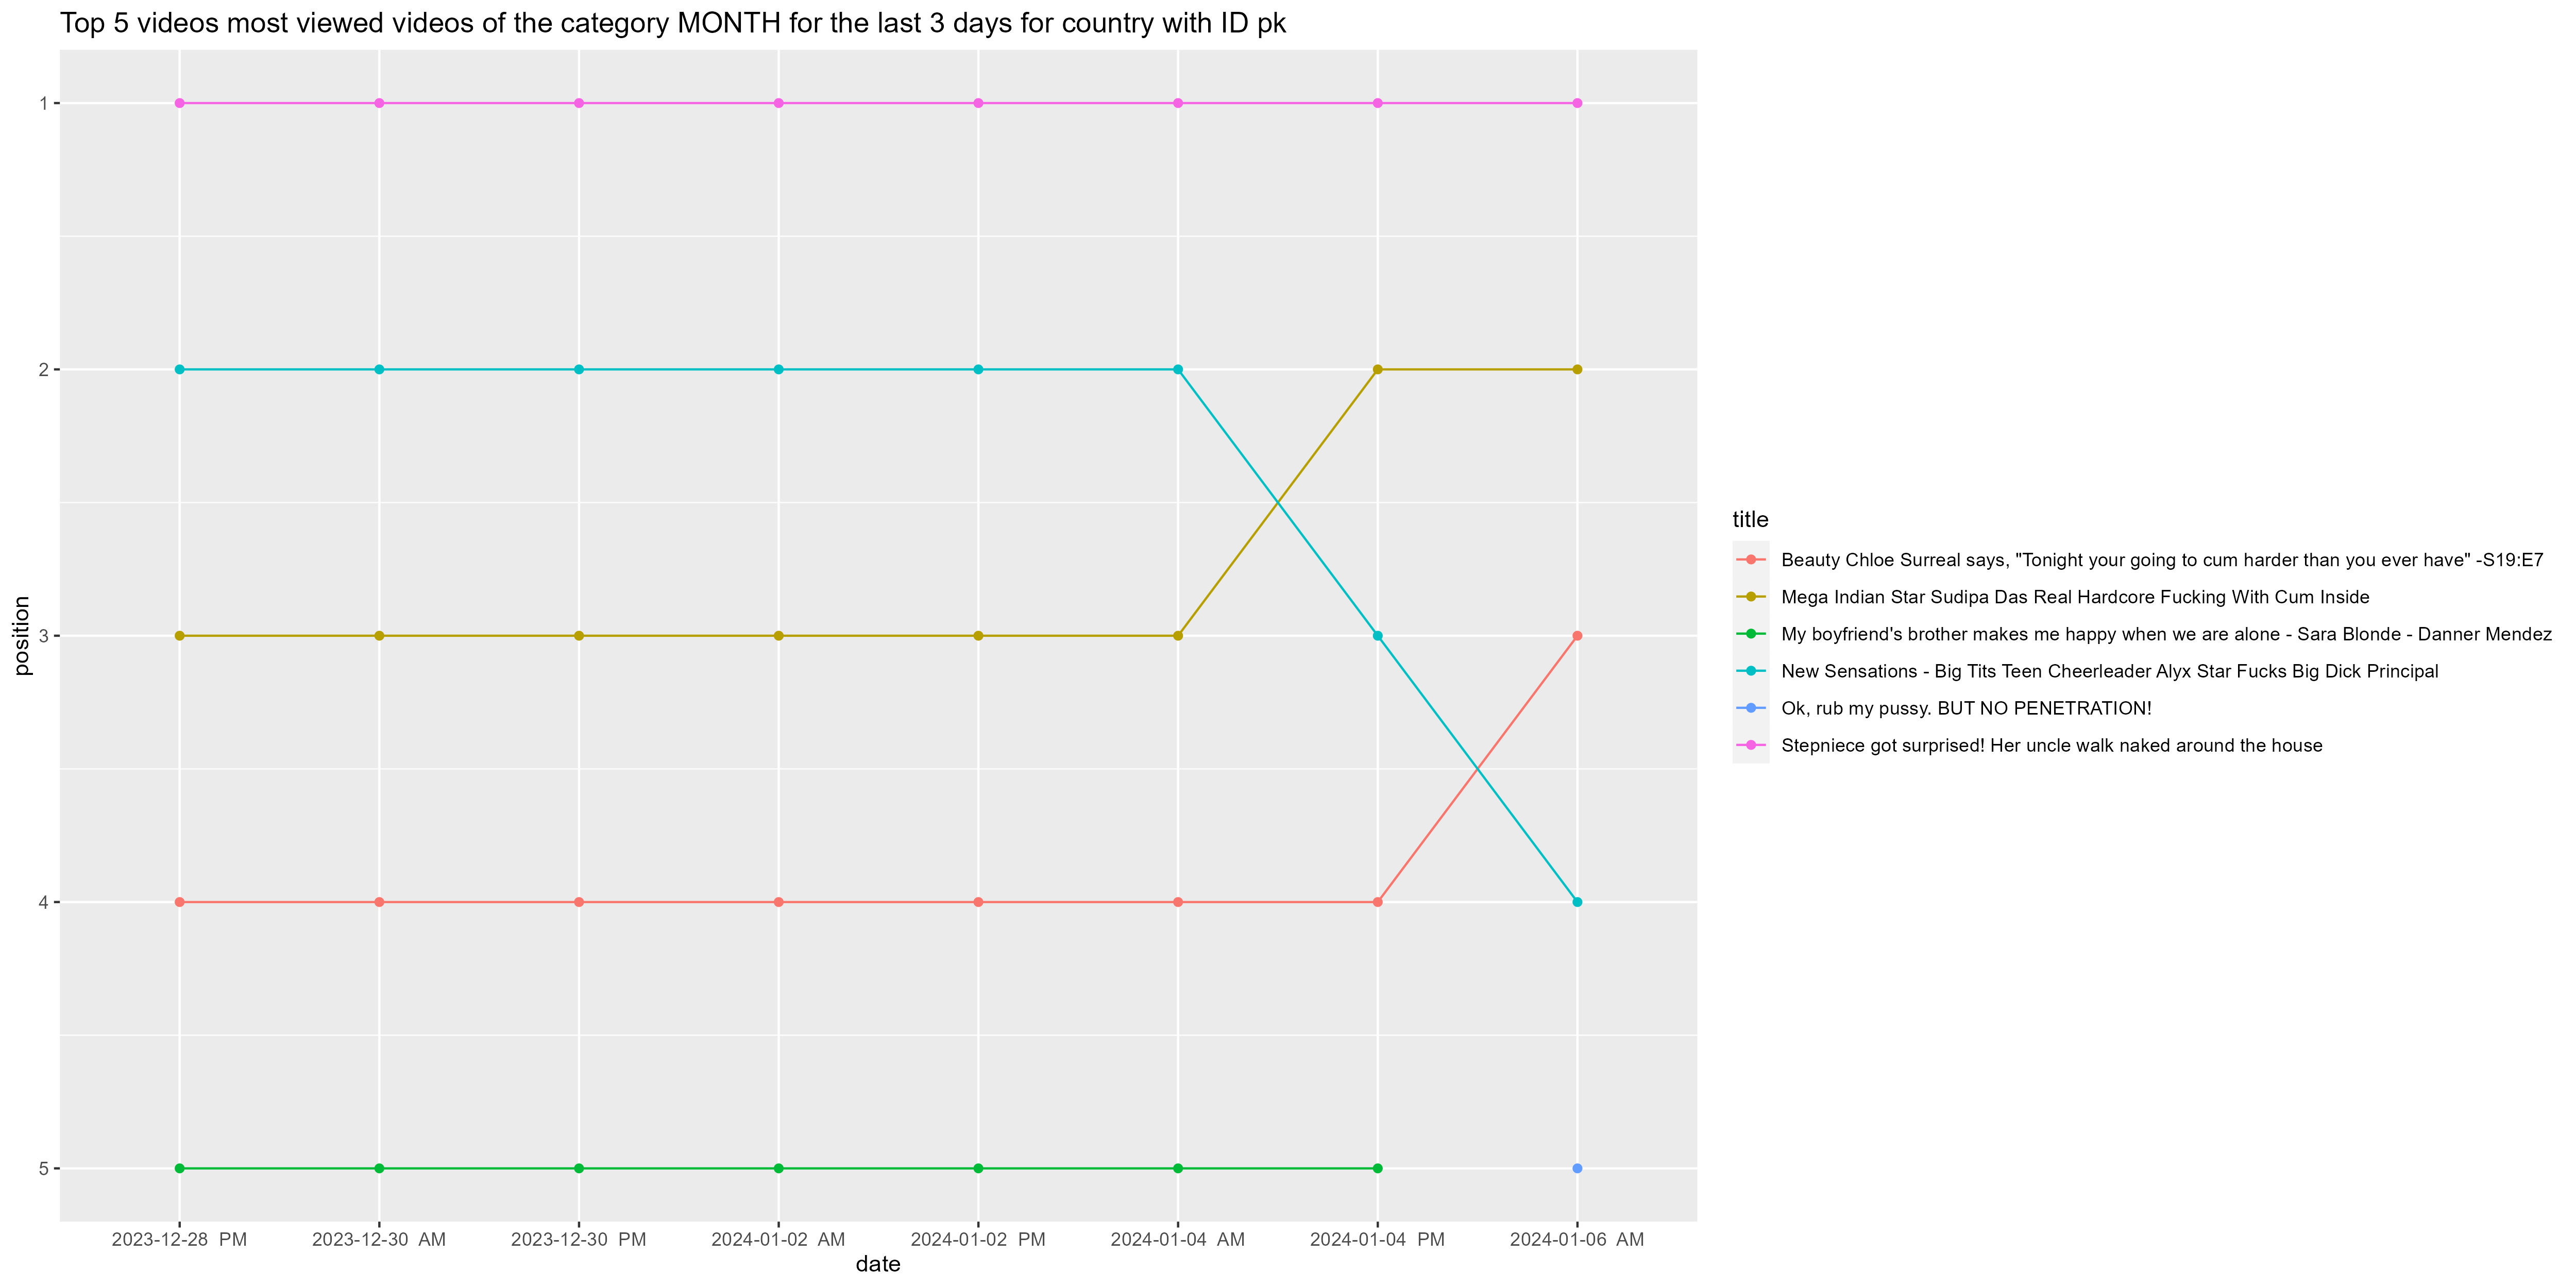 Top 5 videos most viewed videos of the category MONTH for the last 3 days for country with ID pk
1
2
3
4
5
position
2023-12-28 PM
2023-12-30 AM
2023-12-30 PM
2024-01-02 AM
2024-01-02 PM
2024-01-04 AM
2024-01-04 PM
2024-01-06 AM
date
title
Beauty Chloe Surreal says, "Tonight your going to cum harder than you ever have" -S19:E7
Mega Indian Star Sudipa Das Real Hardcore Fucking With Cum Inside
My boyfriend's brother makes me happy when we are alone - Sara Blonde - Danner Mendez
New Sensations - Big Tits Teen Cheerleader Alyx Star Fucks Big Dick Principal
Ok, rub my pussy. BUT NO PENETRATION!
Stepniece got surprised! Her uncle walk naked around the house